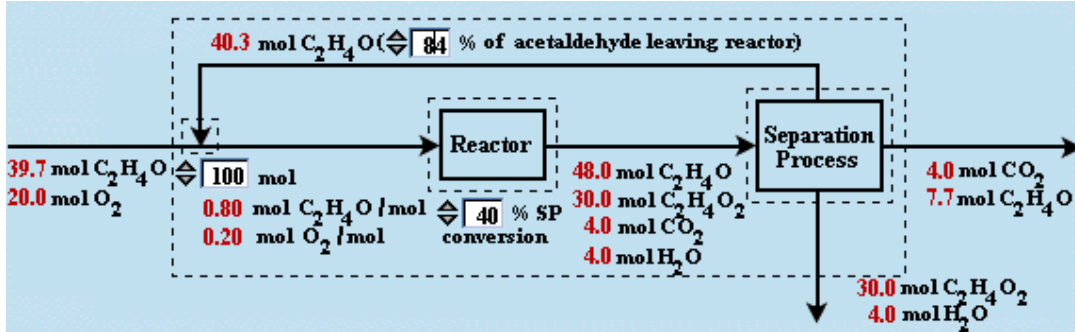 40.3 mol C2H4O ( 84 % of acetaldehyde leaving reactor)
Reactor
Separation
Process
39.7 mol C2H4O
20.0 mol O2
100 mol
0.80 mol C2H4O/mol
0.20 mol O2/mol
40 % SP
conversion
48.0 mol C2H4O
30.0 mol C2H4O2
4.0 mol CO2
4.0 mol H2O
4.0 mol CO2
7.7 mol C2H4O
30.0 mol C2H4O2
4.0 mol H2O